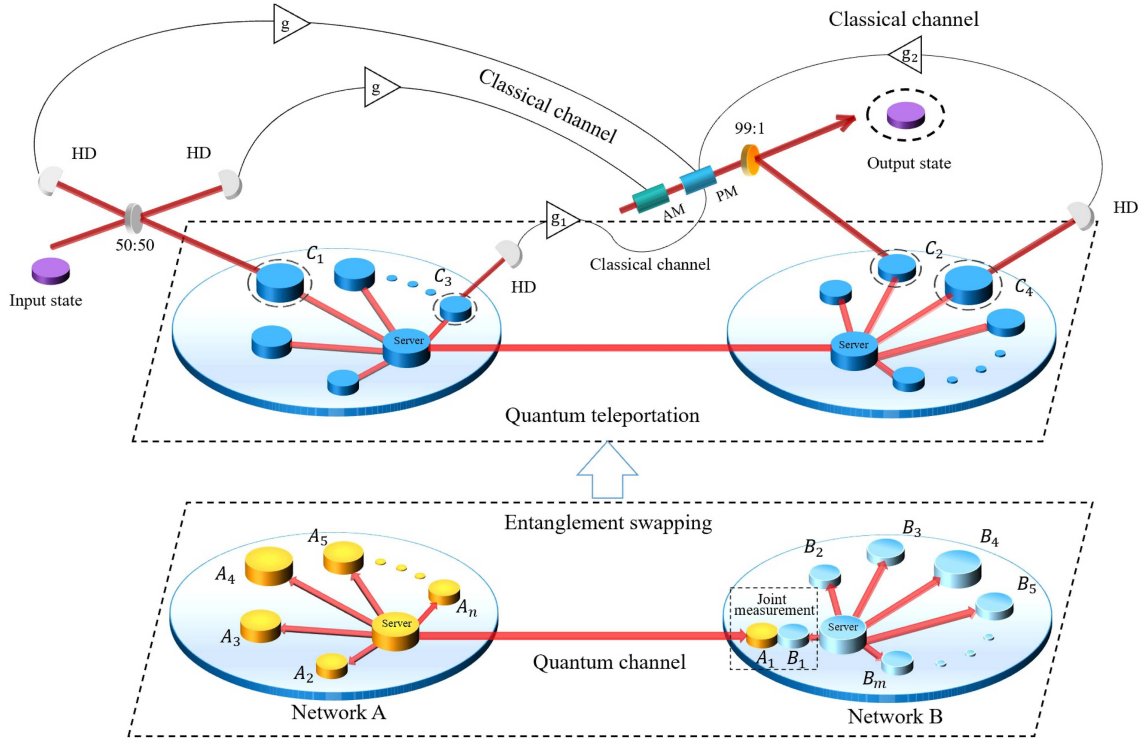 Classical channel
g
g₂
g
Classical channel
99:1
HD
HD
Output state
PM
AM
HD
50:50
g₁
C₁
C₂
Classical channel
C₃
HD
C₄
Input state
Server
Server
Quantum teleportation
Entanglement swapping
A₅
B₃
B₄
B₂
A₄
Joint
measurement
B₅
Aₙ
Server
Server
A₃
A₁
B₁
Quantum channel
A₂
Bₘ
Network A
Network B